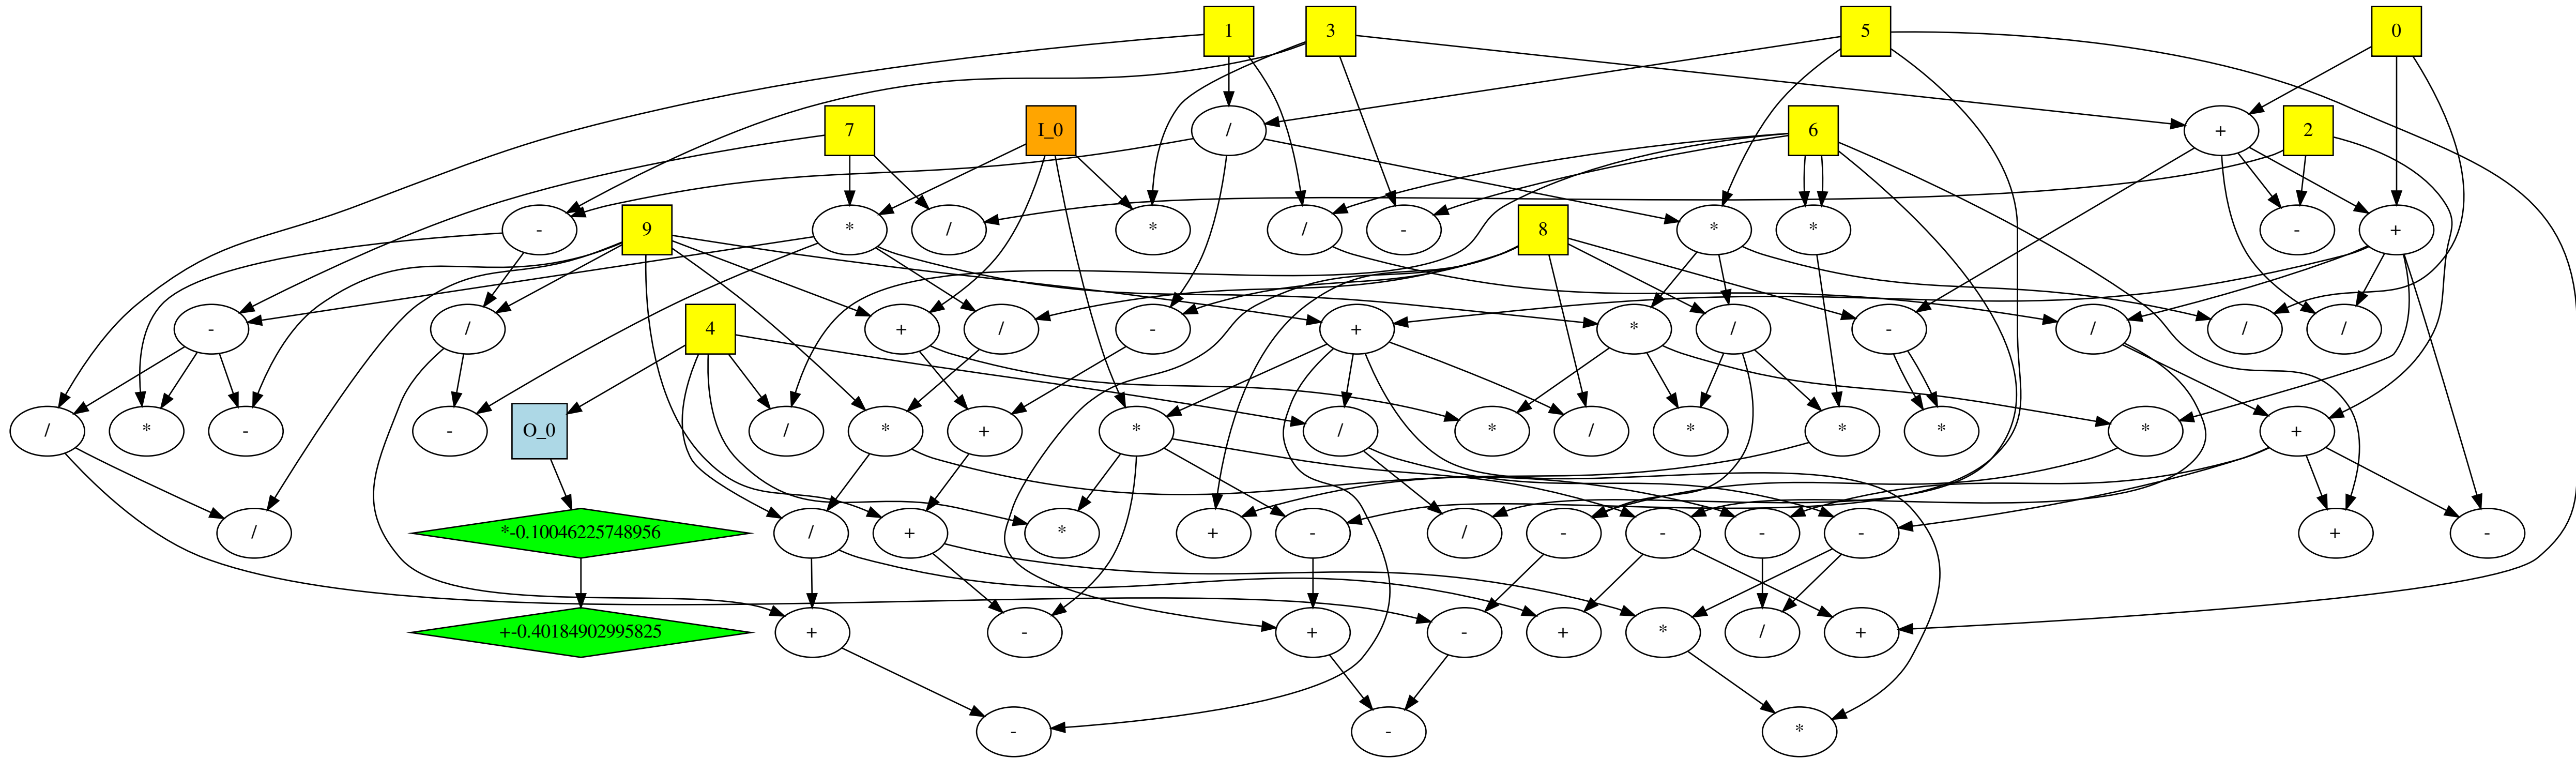 1 3 5 0
7 I_0 / 6 + 2
- 9 * / * / - 8 * * - +
- / 4 + / - + * / - / / /
/ * - - O_0 / * + * / * / * * * * +
/ *-0.10046225748956 / + * + - / - - - - + -
+-0.40184902995825 + - + - + * / +
- - *